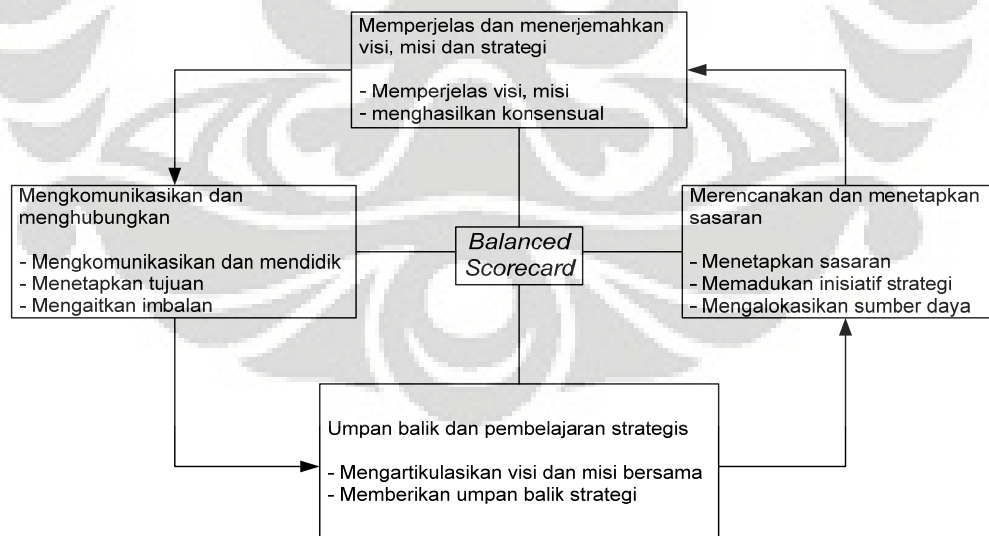 Memperjelas dan menerjemahkan
visi, misi dan strategi
- Memperjelas visi, misi
- menghasilkan konsensual
Mengkomunikasikan dan
menghubungkan
- Mengkomunikasikan dan mendidik
- Menetapkan tujuan
- Mengaitkan imbalan
Balanced
Scorecard
Merencanakan dan menetapkan
sasaran
- Menetapkan sasaran
- Memadukan inisiatif strategi
- Mengalokasikan sumber daya
Umpan balik dan pembelajaran strategis
- Mengartikulasikan visi dan misi bersama
- Memberikan umpan balik strategi